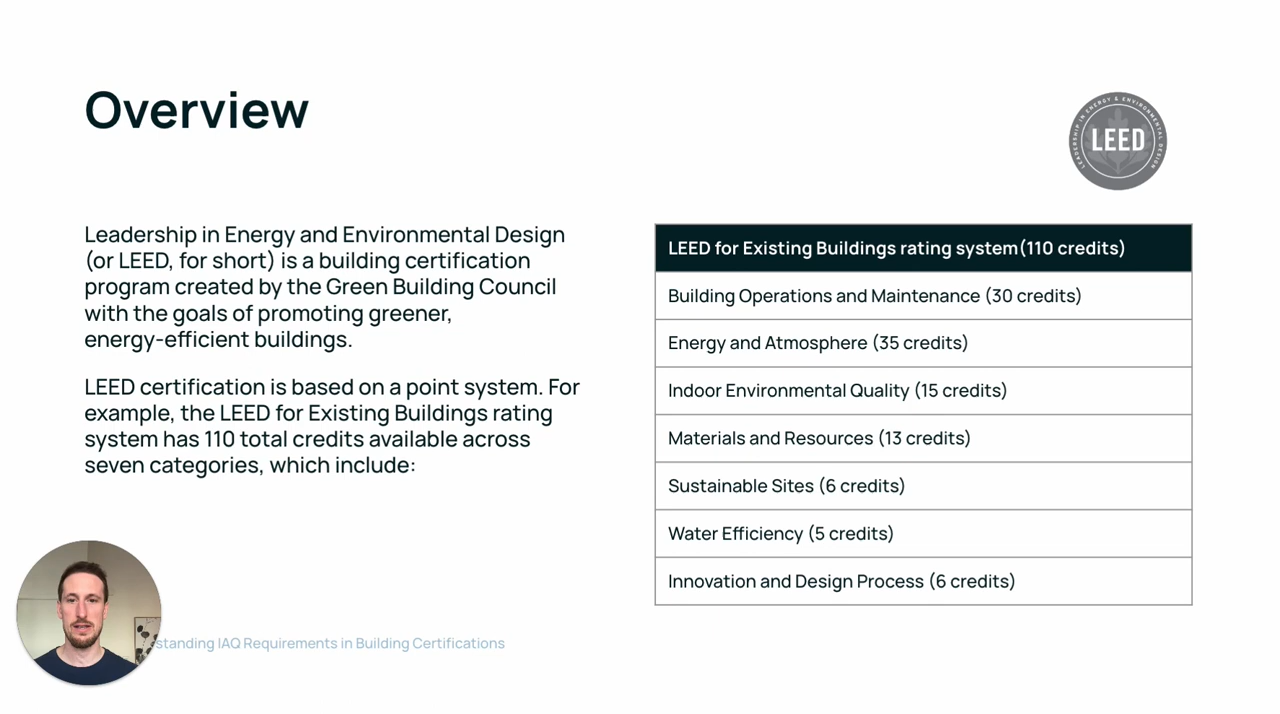 Overview
LEADERSHIP IN ENERGY & ENVIRONMENTAL DESIGN
LEED
Leadership in Energy and Environmental Design
(or LEED, for short) is a building certification
program created by the Green Building Council
with the goals of promoting greener,
energy-efficient buildings.
LEED certification is based on a point system. For
example, the LEED for Existing Buildings rating
system has 110 total credits available across
seven categories, which include:
LEED for Existing Buildings rating system(110 credits)
Building Operations and Maintenance (30 credits)
Energy and Atmosphere (35 credits)
Indoor Environmental Quality (15 credits)
Materials and Resources (13 credits)
Sustainable Sites (6 credits)
Water Efficiency (5 credits)
Innovation and Design Process (6 credits)
standing IAQ Requirements in Building Certifications